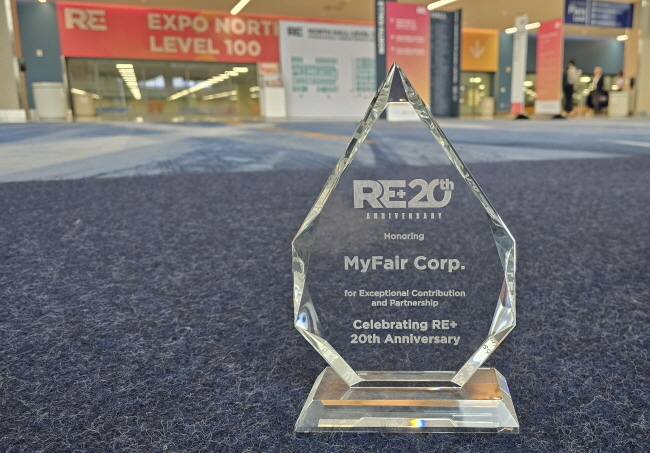 RE
EXPO NORTH
LEVEL 100
RE+ 20th
ANNIVERSARY
Honoring
MyFair Corp.
for Exceptional Contribution
and Partnership
Celebrating RE+
20th Anniversary